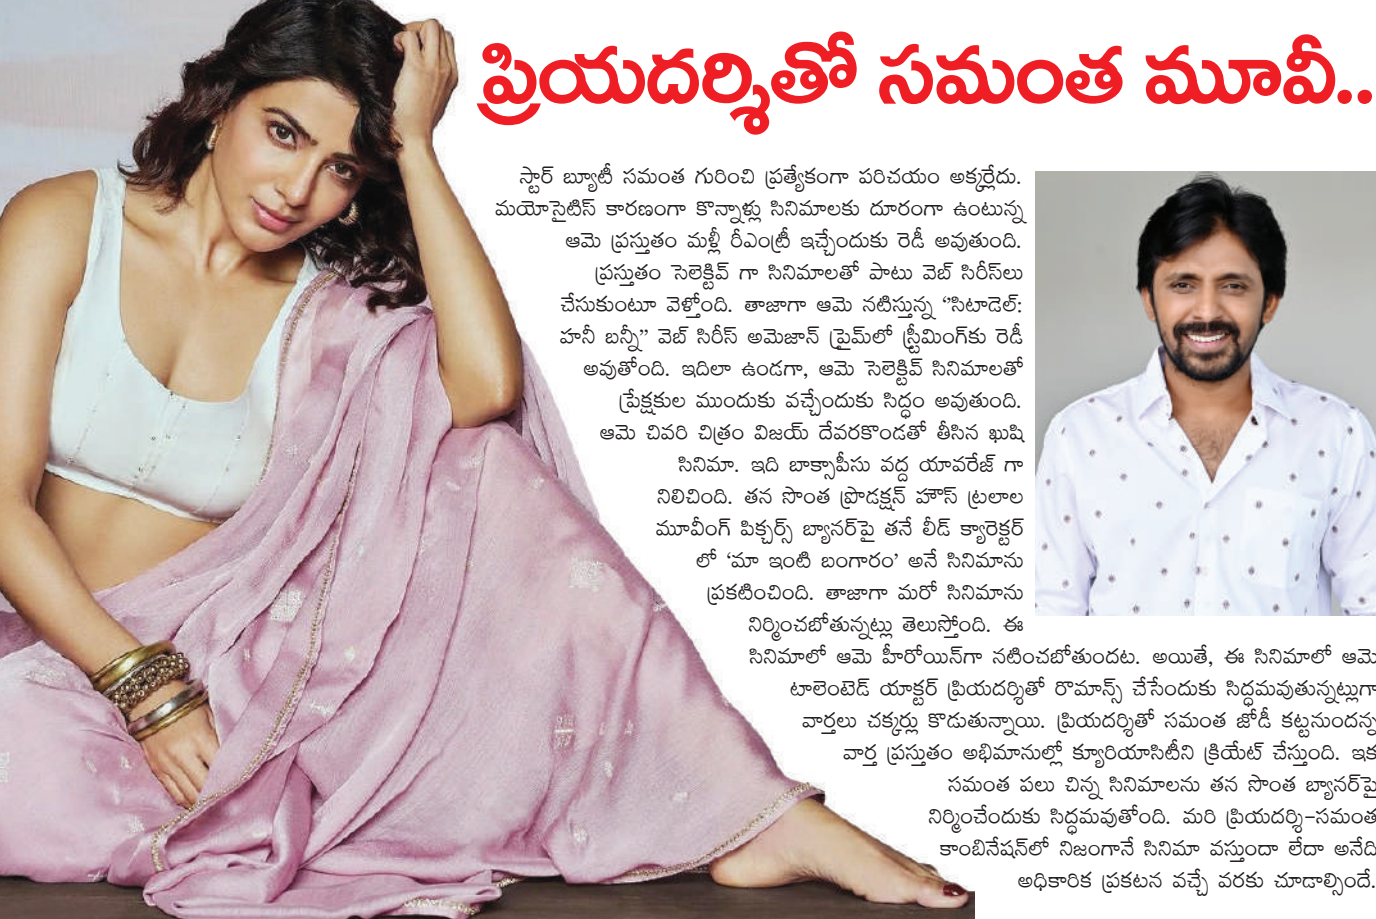 ప్రియదర్శితో సమంత మూవీ..
స్టార్ బ్యూటీ సమంత గురించి ప్రత్యేకంగా పరిచయం అక్కర్లేదు.
మయోసైటిస్ కారణంగా కొన్నాళ్లు సినిమాలకు దూరంగా ఉంటున్న
ఆమె ప్రస్తుతం మళ్లీ రీఎంట్రీ ఇచ్చేందుకు రెడీ అవుతుంది.
ప్రస్తుతం సెలెక్టివ్ గా సినిమాలతో పాటు వెబ్ సిరీస్‌లు
చేసుకుంటూ వెళ్తోంది. తాజాగా ఆమె నటిస్తున్న “సిటాడెల్:
హనీ బన్నీ” వెబ్ సిరీస్ అమెజాన్ ప్రైమ్‌లో స్ట్రీమింగ్‌కు రెడీ
అవుతోంది. ఇదిలా ఉండగా, ఆమె సెలెక్టివ్ సినిమాలతో
ప్రేక్షకుల ముందుకు వచ్చేందుకు సిద్ధం అవుతుంది.
ఆమె చివరి చిత్రం విజయ్ దేవరకొండతో తీసిన ఖుషి
సినిమా. ఇది బాక్సాపీసు వద్ద యావరేజ్ గా
నిలిచింది. తన సొంత ప్రొడక్షన్ హౌస్ ట్రలాల
మూవీంగ్ పిక్చర్స్ బ్యానర్‌పై తనే లీడ్ క్యారెక్టర్
లో ‘మా ఇంటి బంగారం’ అనే సినిమాను
ప్రకటించింది. తాజాగా మరో సినిమాను
నిర్మించబోతున్నట్లు తెలుస్తోంది. ఈ
సినిమాలో ఆమె హీరోయిన్‌గా నటించబోతుందట. అయితే, ఈ సినిమాలో ఆమె
టాలెంటెడ్ యాక్టర్ ప్రియదర్శితో రొమాన్స్ చేసేందుకు సిద్ధమవుతున్నట్లుగా
వార్తలు చక్కర్లు కొడుతున్నాయి. ప్రియదర్శితో సమంత జోడీ కట్టనుందన్న
వార్త ప్రస్తుతం అభిమానుల్లో క్యూరియాసిటీని క్రియేట్ చేస్తుంది. ఇక
సమంత పలు చిన్న సినిమాలను తన సొంత బ్యానర్‌పై
నిర్మించేందుకు సిద్ధమవుతోంది. మరి ప్రియదర్శి-సమంత
కాంబినేషన్‌లో నిజంగానే సినిమా వస్తుందా లేదా అనేది
అధికారిక ప్రకటన వచ్చే వరకు చూడాల్సిందే.